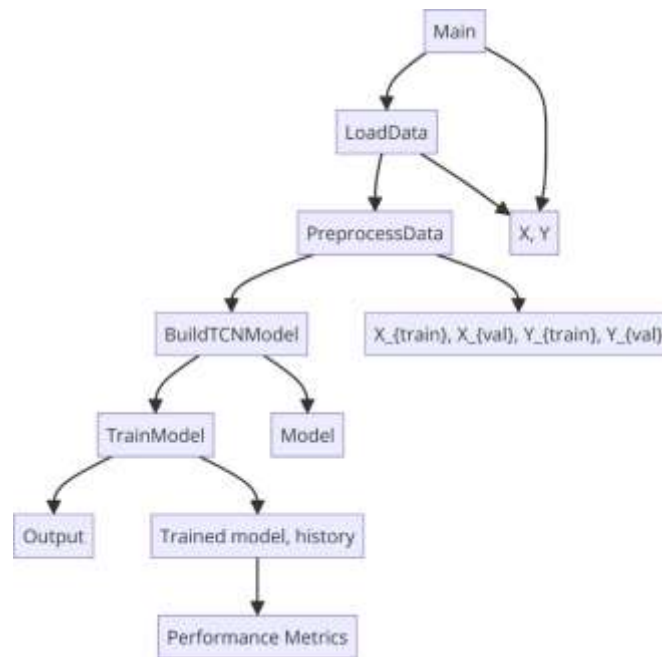 Main
LoadData
PreprocessData
X, Y
BuildTCNModel
X_{train}, X_{val}, Y_{train}, Y_{val}
TrainModel
Model
Output
Trained model, history
Performance Metrics